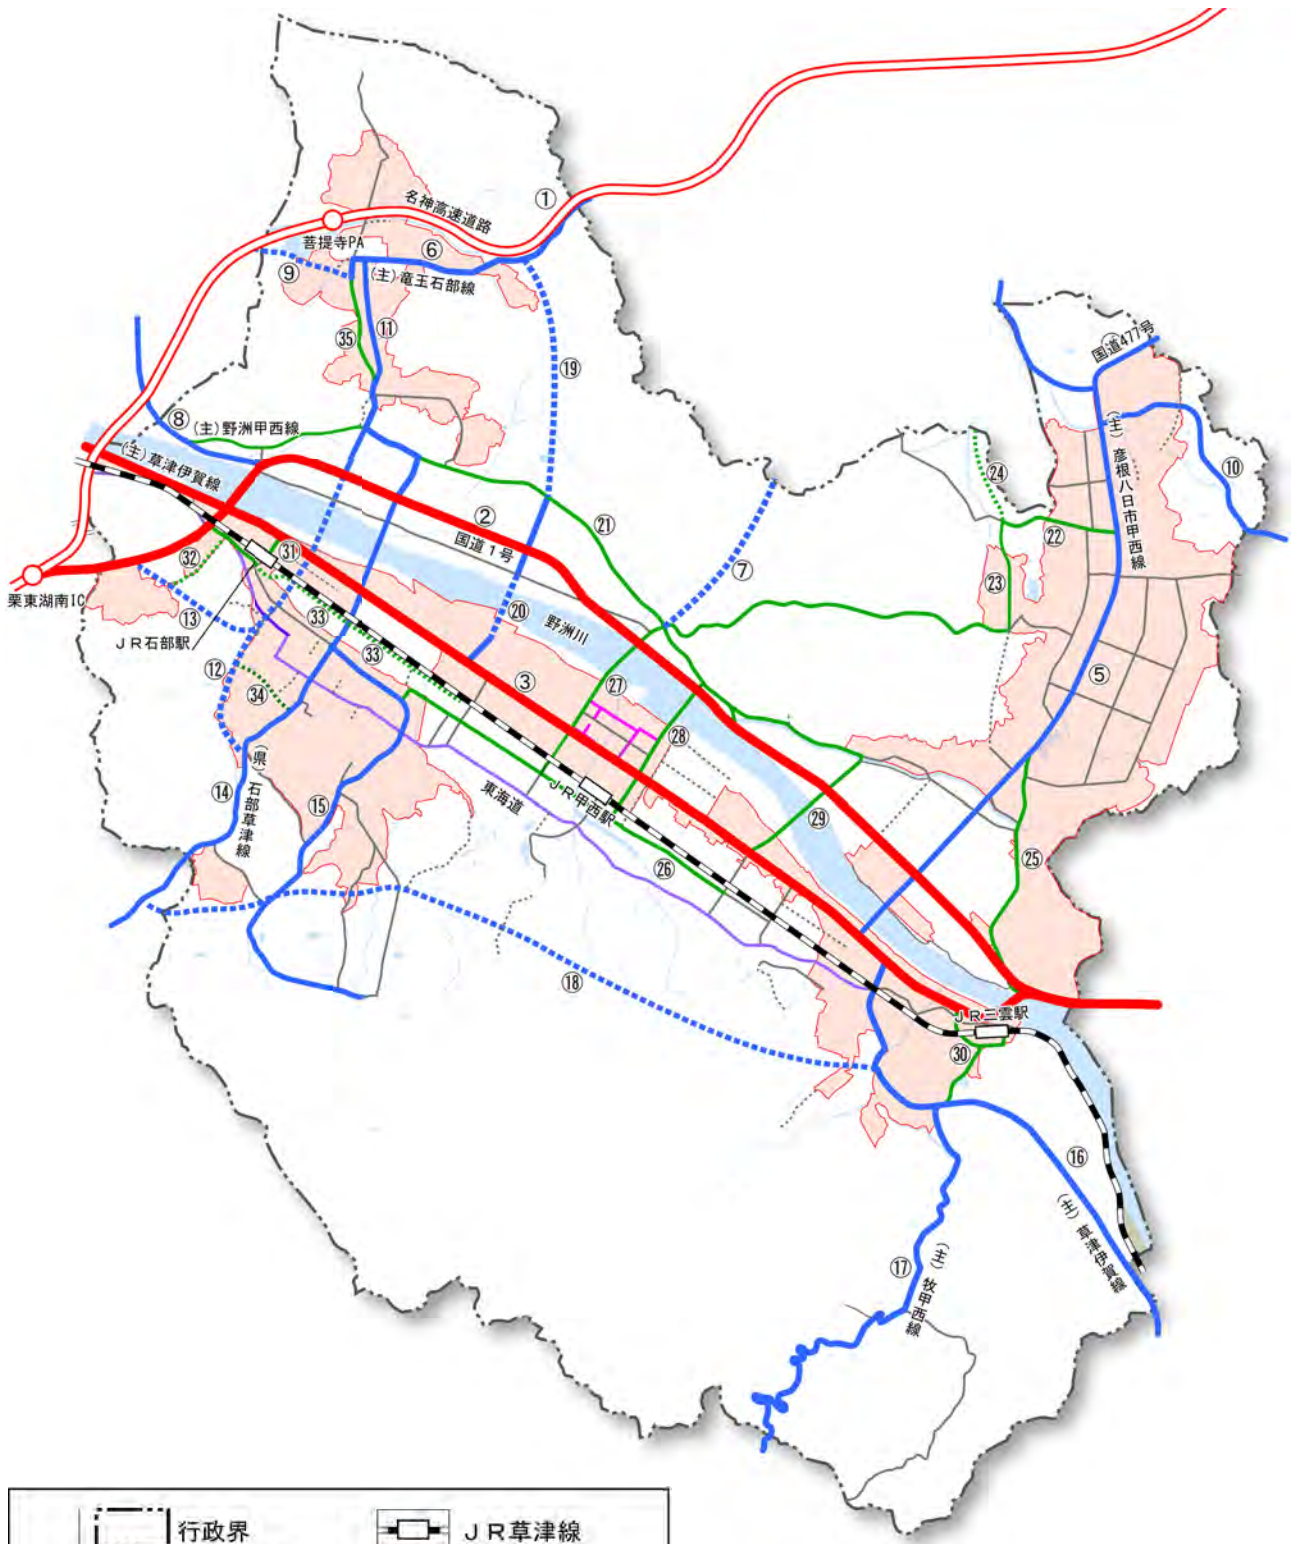 ①
名神高速道路
菩提寺PA
⑥
⑨
(主)竜王石部線
国道477号
⑪
㉟
⑲
⑧
(主)野洲甲西線
(主)草津伊賀線
(主)彦根八日市甲西線
㉔
⑩
②
国道1号
㉑
㉒
㉜
㉛
⑦
㉓
栗東湖南IC
⑬
㉝
⑳
野洲川
JR石部駅
㉝
⑫
③
⑤
㉞
㉗
㉘
(県)石部草津線
⑭
⑮
東海道
JR甲西駅
㉙
㉖
㉕
⑱
JR三雲駅
㉚
⑯
(主)草津伊賀線
⑰
(主)牧甲西線
行政界
JR草津線